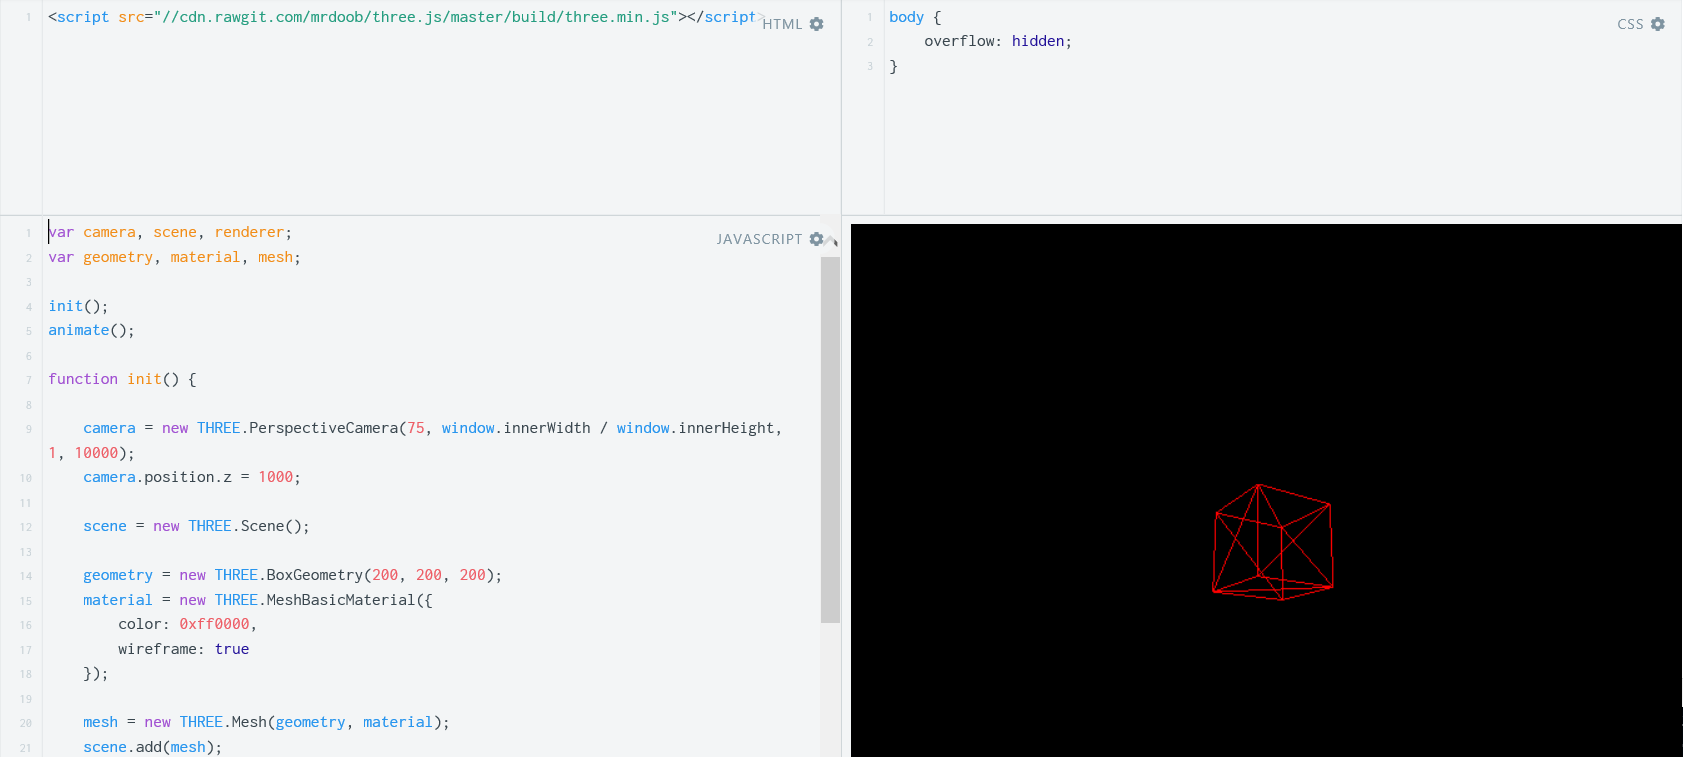 1 <script src="//cdn.rawgit.com/mrdoob/three.js/master/build/three.min.js"></script>
HTML
1 body {
2 overflow: hidden;
3 }
CSS
1 var camera, scene, renderer;
JAVASCRIPT
2 var geometry, material, mesh;
3
4 init();
5 animate();
6
7 function init() {
8
9 camera = new THREE.PerspectiveCamera(75, window.innerWidth / window.innerHeight,
1, 10000);
10 camera.position.z = 1000;
11
12 scene = new THREE.Scene();
13
14 geometry = new THREE.BoxGeometry(200, 200, 200);
15 material = new THREE.MeshBasicMaterial({
16 color: 0xff0000,
17 wireframe: true
18 });
19
20 mesh = new THREE.Mesh(geometry, material);
21 scene.add(mesh);